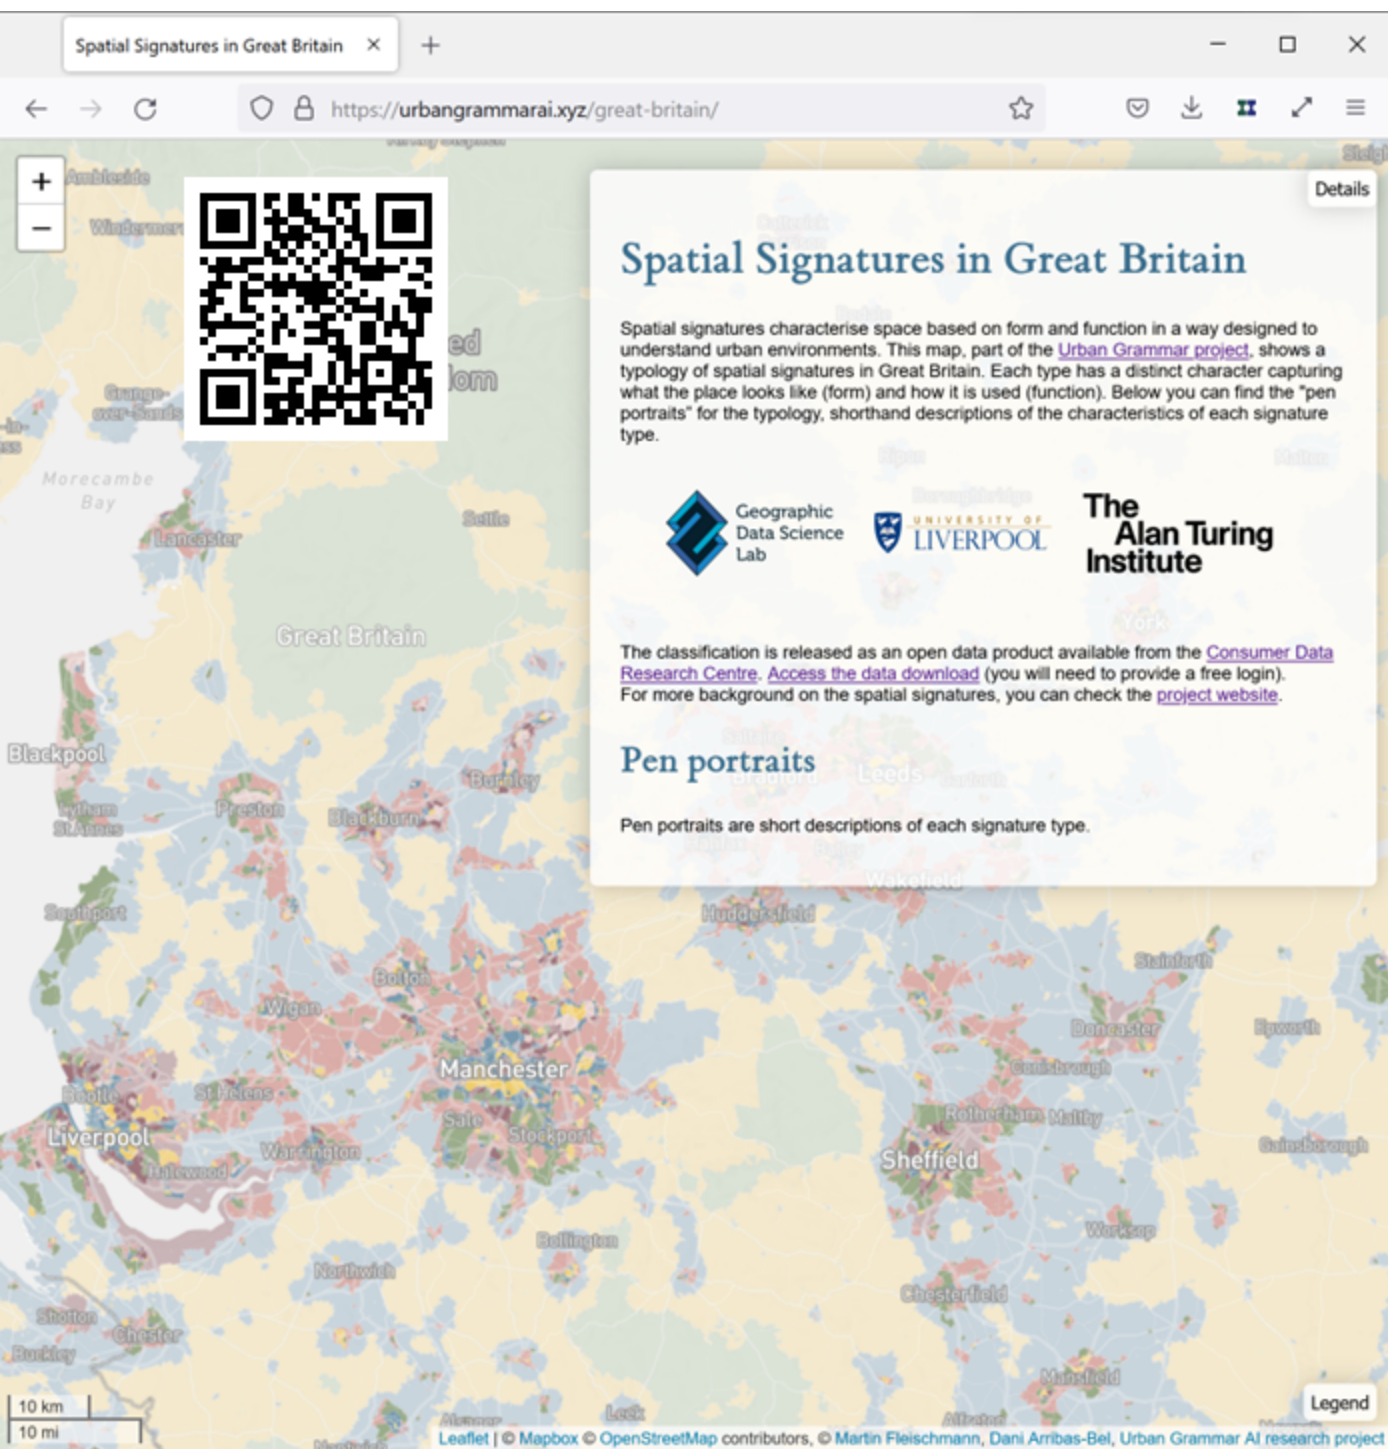 Spatial Signatures in Great Britain
https://urbangrammarai.xyz/great-britain/
+
−
Details
Ambleside
Spatial Signatures in Great Britain
Spatial signatures characterise space based on form and function in a way designed to
understand urban environments. This map, part of the Urban Grammar project, shows a
typology of spatial signatures in Great Britain. Each type has a distinct character capturing
what the place looks like (form) and how it is used (function). Below you can find the "pen
portraits" for the typology, shorthand descriptions of the characteristics of each signature
type.
Geographic
Data Science
Lab
UNIVERSITY OF
LIVERPOOL
The
Alan Turing
Institute
The classification is released as an open data product available from the Consumer Data
Research Centre. Access the data download (you will need to provide a free login).
For more background on the spatial signatures, you can check the project website.
Pen portraits
Pen portraits are short descriptions of each signature type.
Grange-
over-Sands
Morecambe
Bay
Lancaster
Settle
Great Britain
York
Blackpool
Lytham
St Annes
Preston
Blackburn
Burnley
Bradford
Leeds
Wakefield
Southport
Huddersfield
Bolton
Wigan
Stainforth
Doncaster
Epworth
Manchester
Conisbrough
Bootle
St Helens
Sale
Stockport
Rotherham
Maltby
Liverpool
Halewood
Warrington
Sheffield
Gainsborough
Bollington
Worksop
Northwich
Chesterfield
Shotton
Chester
Buckley
Mansfield
Leek
Alfreton
10 km
10 mi
Legend
Leaflet | © Mapbox © OpenStreetMap contributors, © Martin Fleischmann, Dani Arribas-Bel, Urban Grammar AI research project